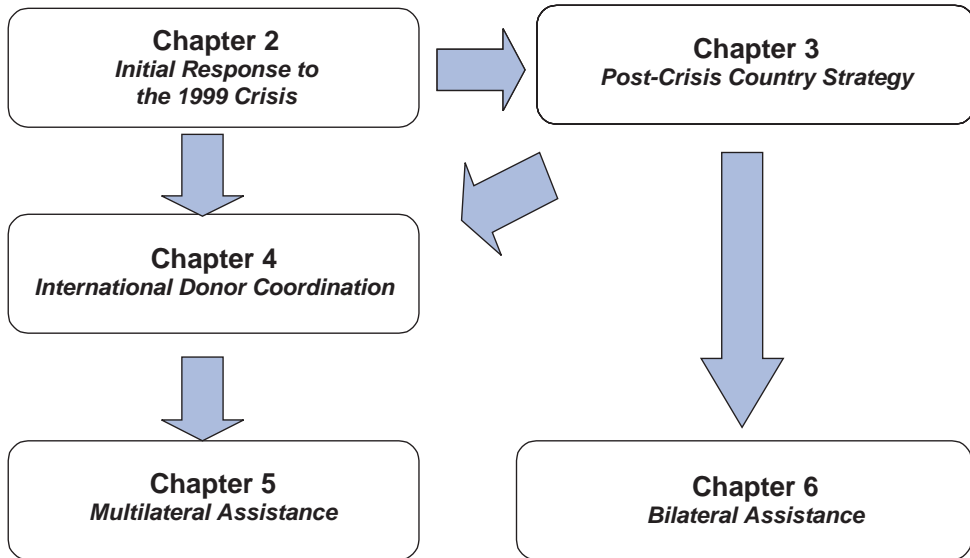 Chapter 2
Initial Response to
the 1999 Crisis
Chapter 3
Post-Crisis Country Strategy
Chapter 4
International Donor Coordination
Chapter 5
Multilateral Assistance
Chapter 6
Bilateral Assistance